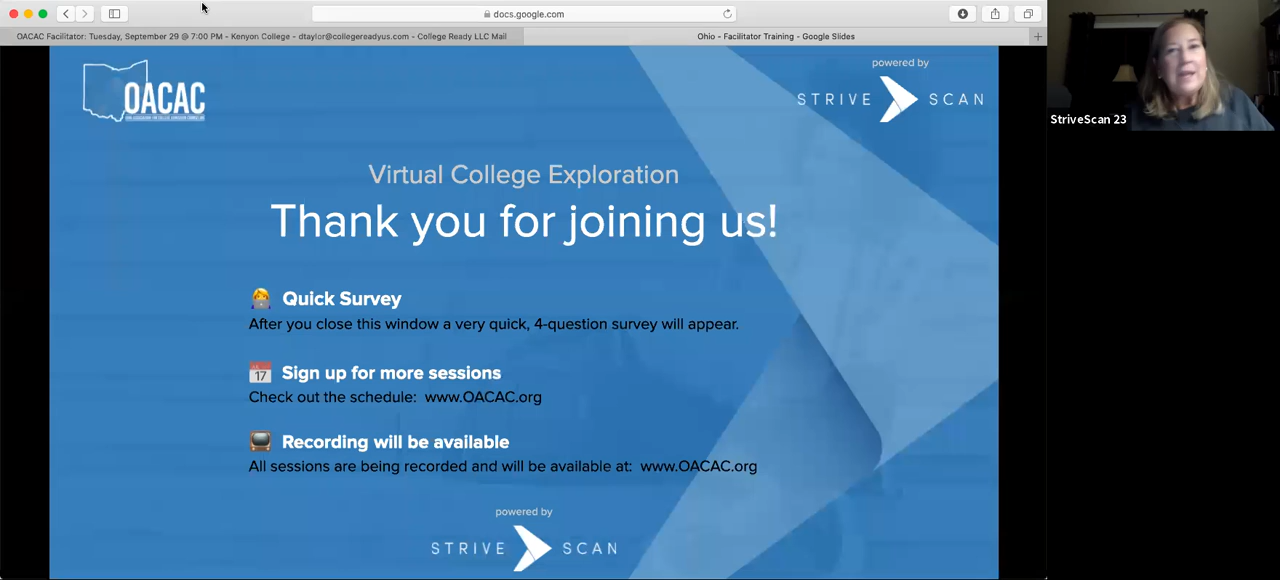 docs.google.com
OACAC Facilitator: Tuesday, September 29 @ 7:00 PM - Kenyon College - dtaylor@collegereadyus.com - College Ready LLC Mail
Ohio - Facilitator Training - Google Slides
OACAC
powered by
STRIVE SCAN
StriveScan 23
Virtual College Exploration
Thank you for joining us!
Quick Survey
After you close this window a very quick, 4-question survey will appear.
17
Sign up for more sessions
Check out the schedule: www.OACAC.org
Recording will be available
All sessions are being recorded and will be available at: www.OACAC.org
powered by
STRIVE SCAN